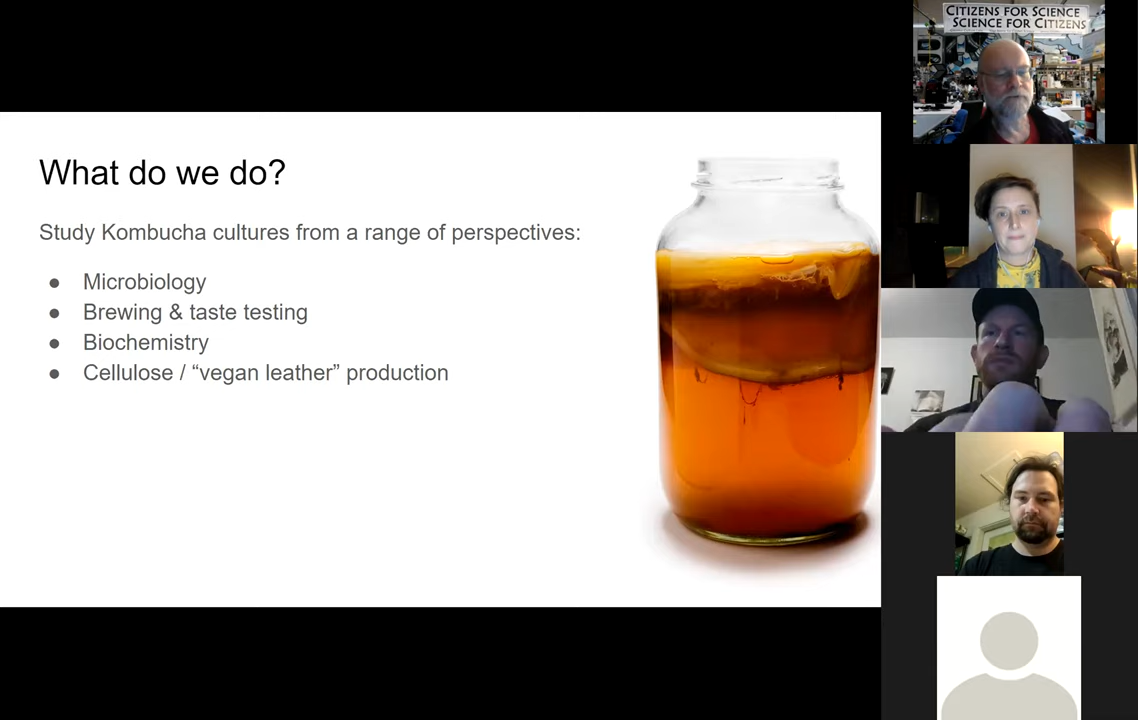 What do we do?
Study Kombucha cultures from a range of perspectives:
● Microbiology
● Brewing & taste testing
● Biochemistry
● Cellulose / “vegan leather” production
CITIZENS FOR SCIENCE
SCIENCE FOR CITIZENS